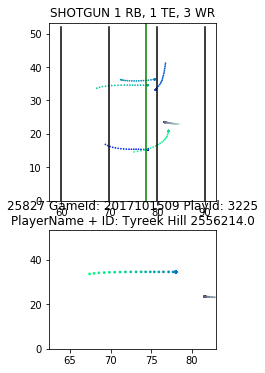 SHOTGUN 1 RB, 1 TE, 3 WR
50
40
30
20
10
0
60 70 80 90
25827 GameId: 2017101509 PlayId: 3225
PlayerName + ID: Tyreek Hill 2556214.0
40
20
0
65 70 75 80